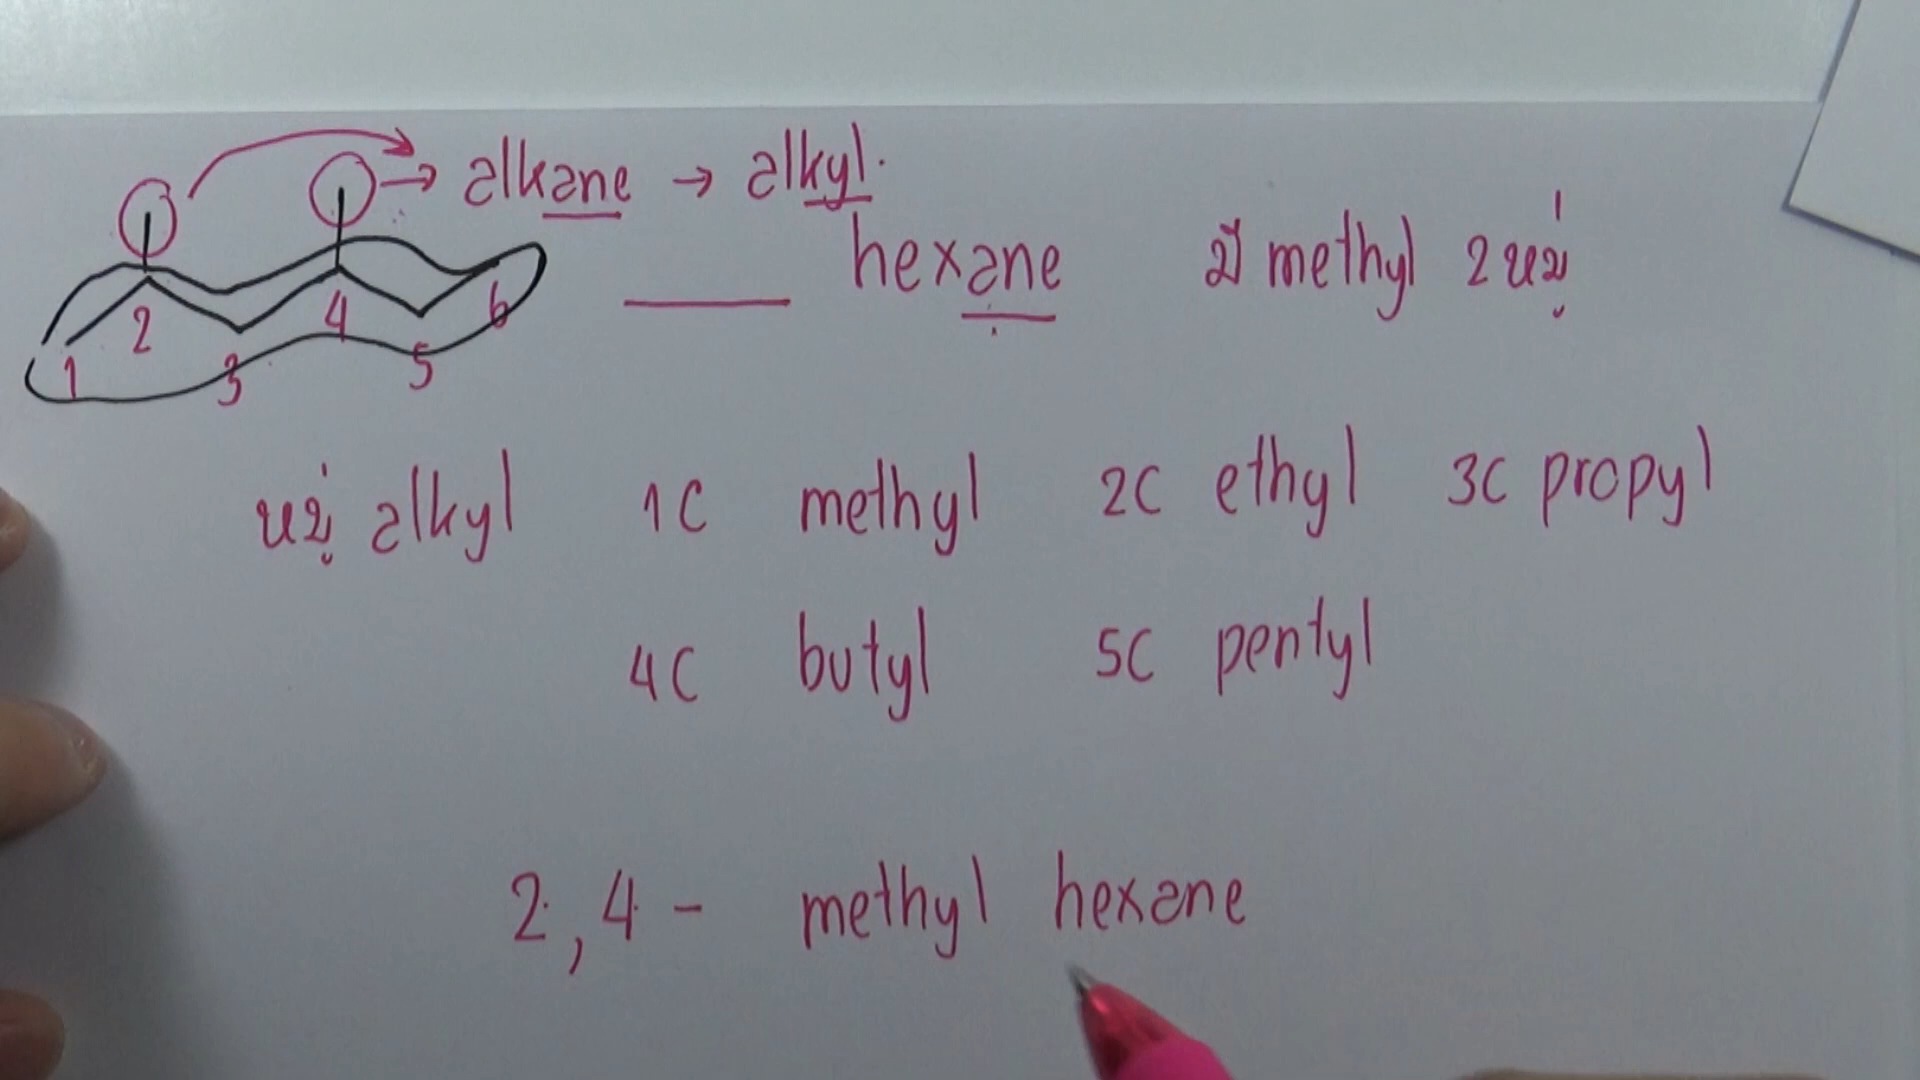 alkane → alkyl.
hexane มี methyl 2 หมู่
2 4 6
1 3 5
หมู่ alkyl 1C methyl 2C ethyl 3C propyl
4C butyl 5C pentyl
2,4 - methyl hexane